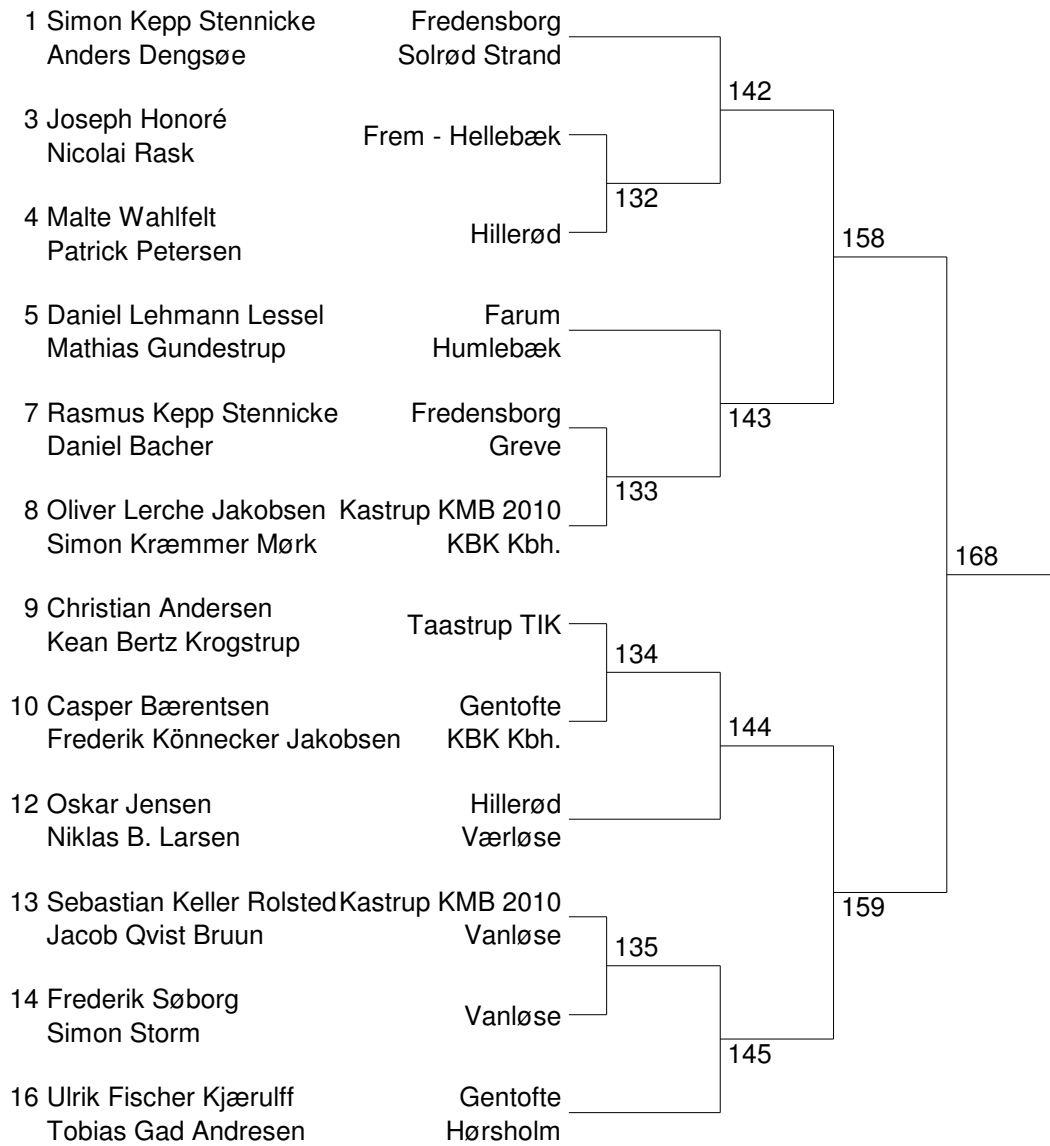 1 Simon Kepp Stennicke Fredensborg
Anders Dengsøe Solrød Strand
142
3 Joseph Honoré
Frem - Hellebæk
Nicolai Rask
132
4 Malte Wahlfelt
Hillerød
Patrick Petersen
158
5 Daniel Lehmann Lessel Farum
Mathias Gundestrup Humlebæk
7 Rasmus Kepp Stennicke Fredensborg
143
Daniel Bacher Greve
133
8 Oliver Lerche Jakobsen Kastrup KMB 2010
Simon Kræmmer Mørk KBK Kbh.
168
9 Christian Andersen
Taastrup TIK
Kean Bertz Krogstrup
134
10 Casper Bærentsen Gentofte
144
Frederik Könnecker Jakobsen KBK Kbh.
12 Oskar Jensen Hillerød
Niklas B. Larsen Værløse
13 Sebastian Keller Rolsted Kastrup KMB 2010
159
Jacob Qvist Bruun Vanløse
135
14 Frederik Søborg
Vanløse
Simon Storm
145
16 Ulrik Fischer Kjærulff Gentofte
Tobias Gad Andresen Hørsholm